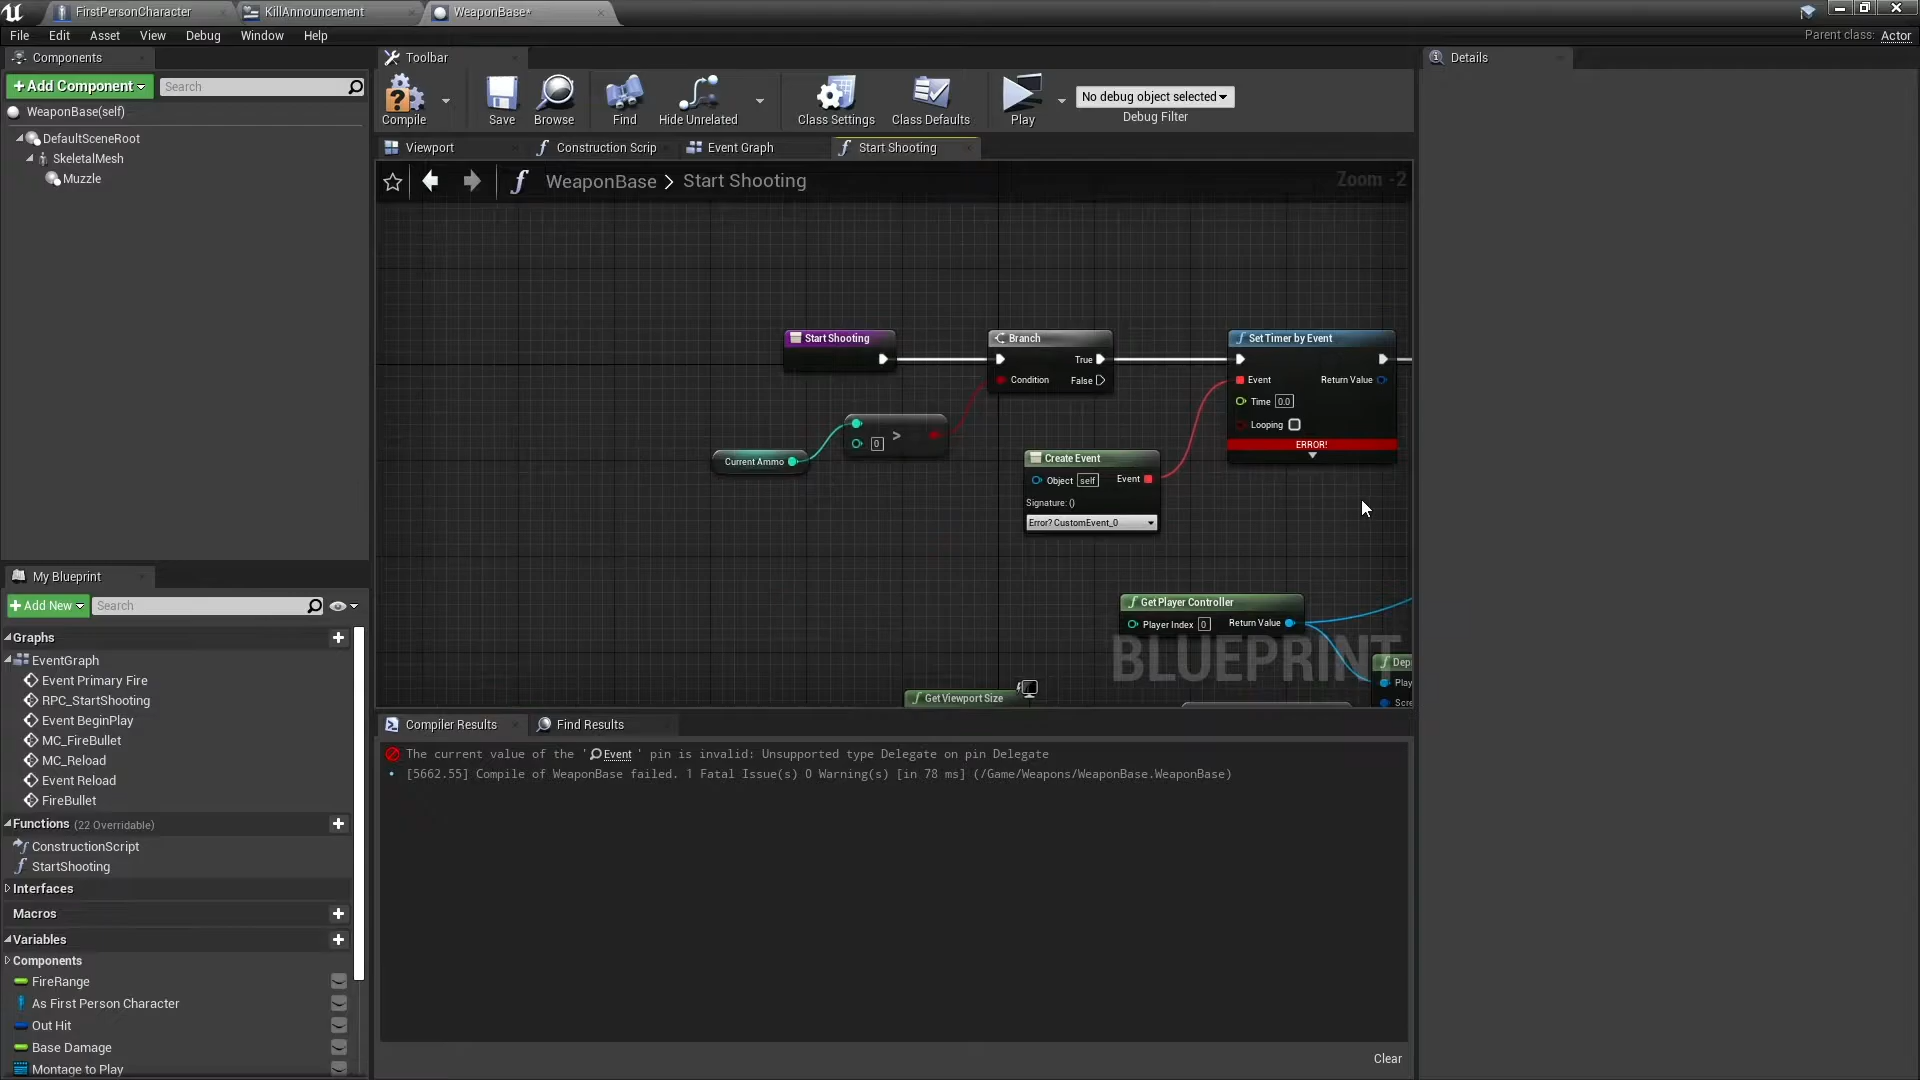 FirstPersonCharacter
KillAnnouncement
WeaponBase*
File Edit Asset View Debug Window Help
Parent class: Actor
Components
+Add Component
Search
WeaponBase(self)
DefaultSceneRoot
SkeletalMesh
Muzzle
Toolbar
Compile
Save
Browse
Find
Hide Unrelated
Class Settings
Class Defaults
Play
No debug object selected
Debug Filter
Details
Viewport
Construction Scrip
Event Graph
Start Shooting
WeaponBase > Start Shooting
Zoom -2
Start Shooting
Branch
True
Condition
False
Set Timer by Event
Event
Return Value
Time 0.0
Looping
ERROR!
Current Ammo
0
>
Create Event
Object self
Event
Signature: ()
Error? CustomEvent_0
Get Player Controller
Player Index 0
Return Value
BLUEPRINT
Dep
Play
Scre
Get Viewport Size
My Blueprint
+Add New
Search
Graphs
EventGraph
Event Primary Fire
RPC_StartShooting
Event BeginPlay
MC_FireBullet
MC_Reload
Event Reload
FireBullet
Functions (22 Overridable)
ConstructionScript
StartShooting
Interfaces
Macros
Variables
Components
FireRange
As First Person Character
Out Hit
Base Damage
Montage to Play
Compiler Results
Find Results
The current value of the ' Event ' pin is invalid: Unsupported type Delegate on pin Delegate
[5662.55] Compile of WeaponBase failed. 1 Fatal Issue(s) 0 Warning(s) [in 78 ms] (/Game/Weapons/WeaponBase.WeaponBase)
Clear